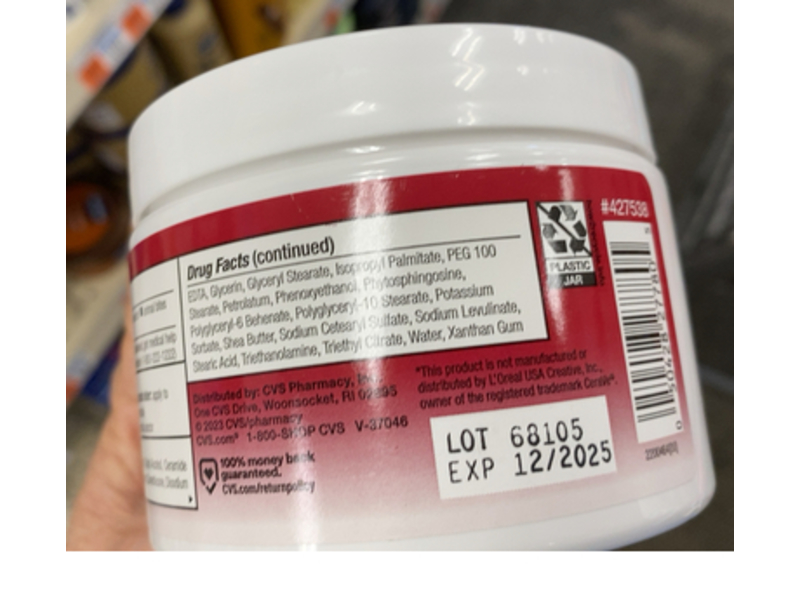 Drug Facts (continued)
EDTA, Glycerin, Glyceryl Stearate, Isopropyl Palmitate, PEG 100
Stearate, Petrolatum, Phenoxyethanol, Phytosphingosine,
Polyglyceryl-6 Behenate, Polyglyceryl-10 Stearate, Potassium
Sorbate, Shea Butter, Sodium Cetearyl Sulfate, Sodium Levulinate,
Stearic Acid, Triethanolamine, Triethyl Citrate, Water, Xanthan Gum
Distributed by: CVS Pharmacy, Inc.
One CVS Drive, Woonsocket, RI 02895
© 2023 CVS/pharmacy
CVS.com® 1-800-SHOP CVS V-37046
100% money back
guaranteed.
CVS.com/returnpolicy
*This product is not manufactured or
distributed by L'Oréal USA Creative, Inc.,
owner of the registered trademark
LOT 68105
EXP 12/2025
PLASTIC
JAR
#427538
0 50428 27780 5